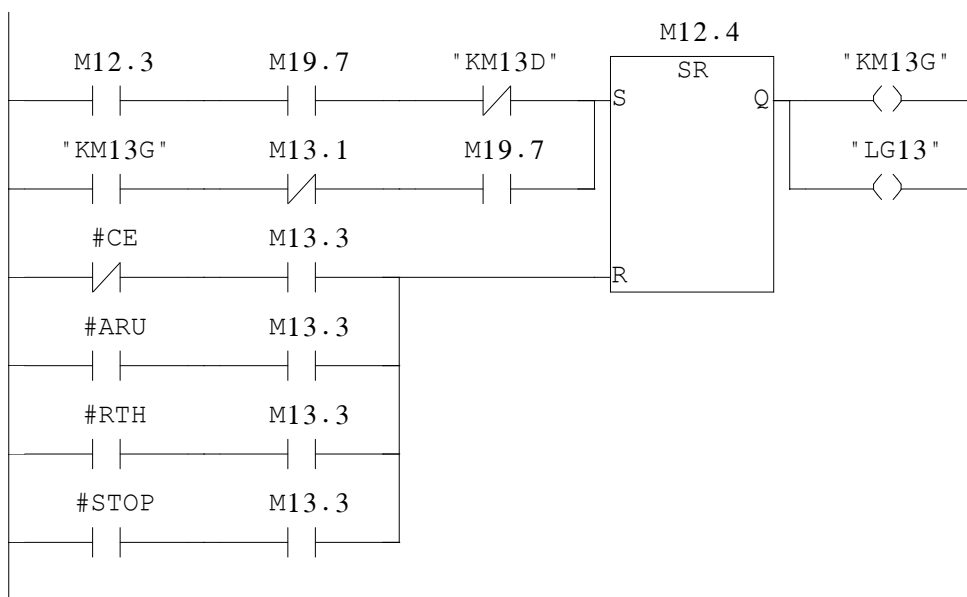 M12.4
M12.3 M19.7 "KM13D" SR "KM13G"
S Q
"KM13G" M13.1 M19.7 "LG13"
#CE M13.3
R
#ARU M13.3
#RTH M13.3
#STOP M13.3